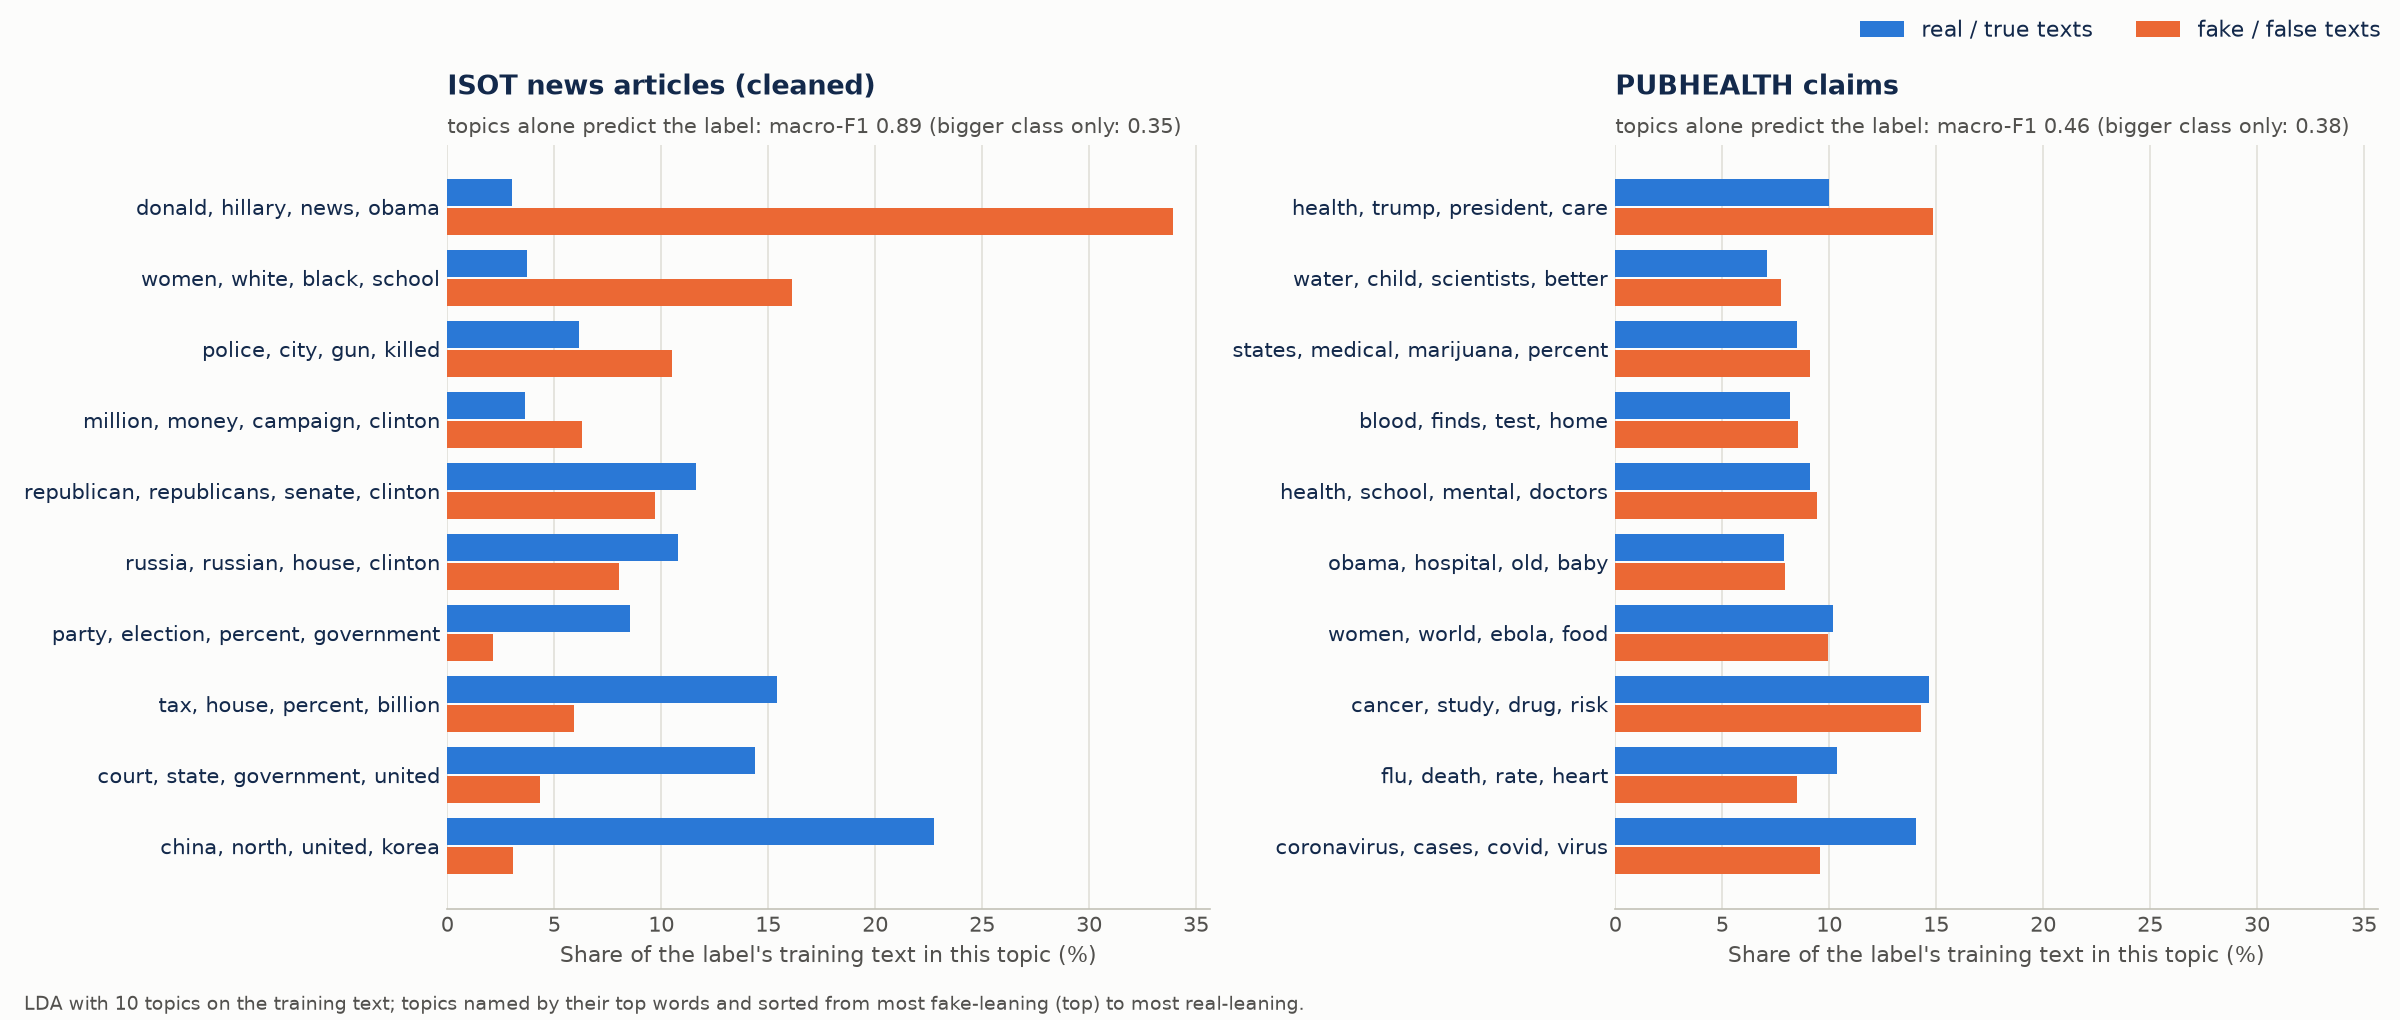 real / true texts
fake / false texts
ISOT news articles (cleaned)
topics alone predict the label: macro-F1 0.89 (bigger class only: 0.35)
donald, hillary, news, obama
women, white, black, school
police, city, gun, killed
million, money, campaign, clinton
republican, republicans, senate, clinton
russia, russian, house, clinton
party, election, percent, government
tax, house, percent, billion
court, state, government, united
china, north, united, korea
0 5 10 15 20 25 30 35
Share of the label's training text in this topic (%)
PUBHEALTH claims
topics alone predict the label: macro-F1 0.46 (bigger class only: 0.38)
health, trump, president, care
water, child, scientists, better
states, medical, marijuana, percent
blood, finds, test, home
health, school, mental, doctors
obama, hospital, old, baby
women, world, ebola, food
cancer, study, drug, risk
flu, death, rate, heart
coronavirus, cases, covid, virus
0 5 10 15 20 25 30 35
Share of the label's training text in this topic (%)
LDA with 10 topics on the training text; topics named by their top words and sorted from most fake-leaning (top) to most real-leaning.